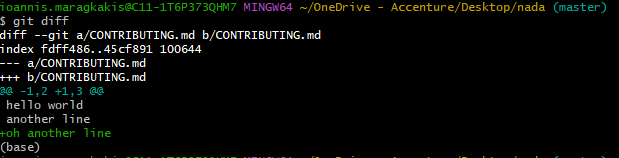 ioannis.maragkakis@C11-1T6P373QHM7 MINGW64 ~/OneDrive - Accenture/Desktop/nada (master)
$ git diff
diff --git a/CONTRIBUTING.md b/CONTRIBUTING.md
index fdff486..45cf891 100644
--- a/CONTRIBUTING.md
+++ b/CONTRIBUTING.md
@@ -1,2 +1,3 @@
 hello world
 another line
+oh another line
(base)